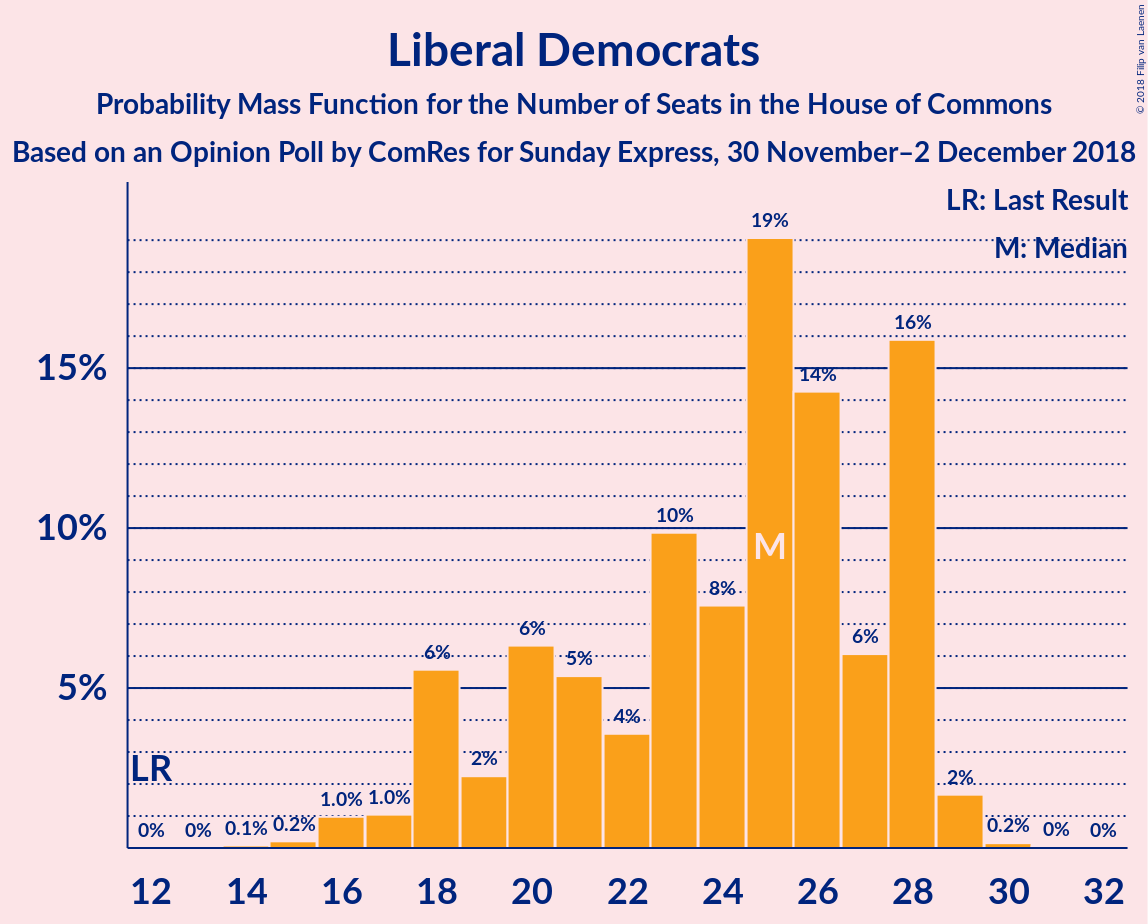 Liberal Democrats
Probability Mass Function for the Number of Seats in the House of Commons
Based on an Opinion Poll by ComRes for Sunday Express, 30 November–2 December 2018
© 2018 Filip van Laenen
LR: Last Result
M: Median
15%
10%
5%
LR
M
0%
0%
0.1%
0.2%
1.0%
1.0%
6%
2%
6%
5%
4%
10%
8%
19%
14%
6%
16%
2%
0.2%
0%
0%
12 14 16 18 20 22 24 26 28 30 32